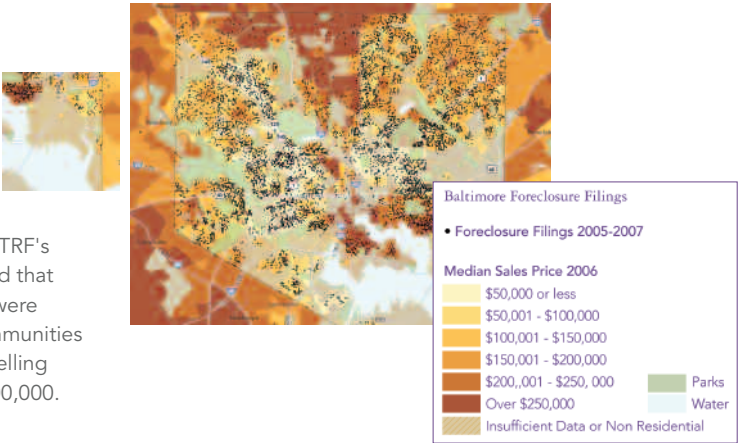 TRF's
d that
were
munities
elling
00,000.
Baltimore Foreclosure Filings
• Foreclosure Filings 2005-2007
Median Sales Price 2006
$50,000 or less
$50,001 - $100,000
$100,001 - $150,000
$150,001 - $200,000
$200,,001 - $250, 000
Over $250,000
Insufficient Data or Non Residential
Parks
Water